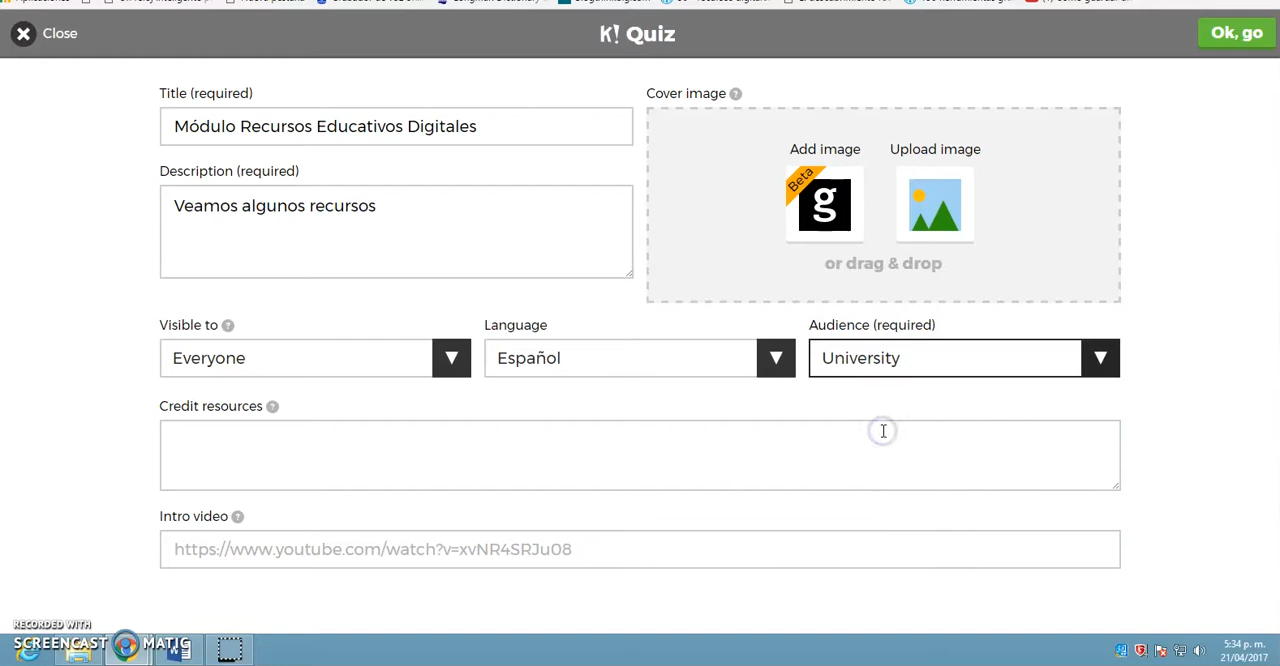 Close
K! Quiz
Ok, go
Title (required)
Módulo Recursos Educativos Digitales
Description (required)
Veamos algunos recursos
Cover image ?
Add image
Upload image
Beta
g
or drag & drop
Visible to ?
Everyone
Language
Español
Audience (required)
University
Credit resources ?
Intro video ?
https://www.youtube.com/watch?v=xvNR4SRJu08
RECORDED WITH
SCREENCAST MATIC
5:34 p. m.
21/04/2017